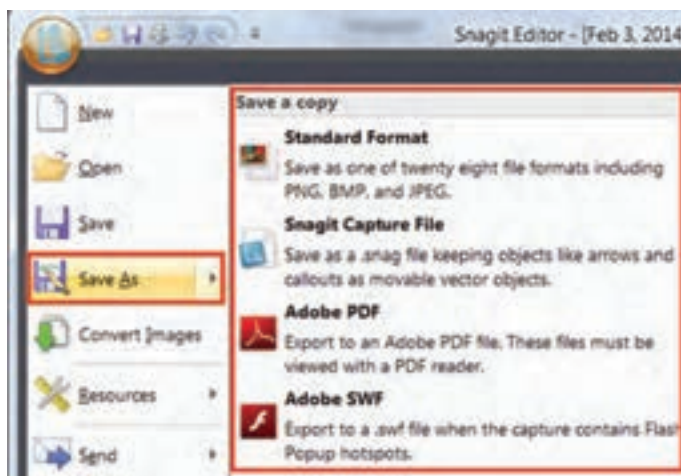 Snagit Editor - [Feb 3, 2014
New
Open
Save
Save As
Convert Images
Resources
Send
Save a copy
Standard Format
Save as one of twenty eight file formats including
PNG, BMP, and JPEG.
Snagit Capture File
Save as a .snag file keeping objects like arrows and
callouts as movable vector objects.
Adobe PDF
Export to an Adobe PDF file. These files must be
viewed with a PDF reader.
Adobe SWF
Export to a .swf file when the capture contains Flash
Popup hotspots.